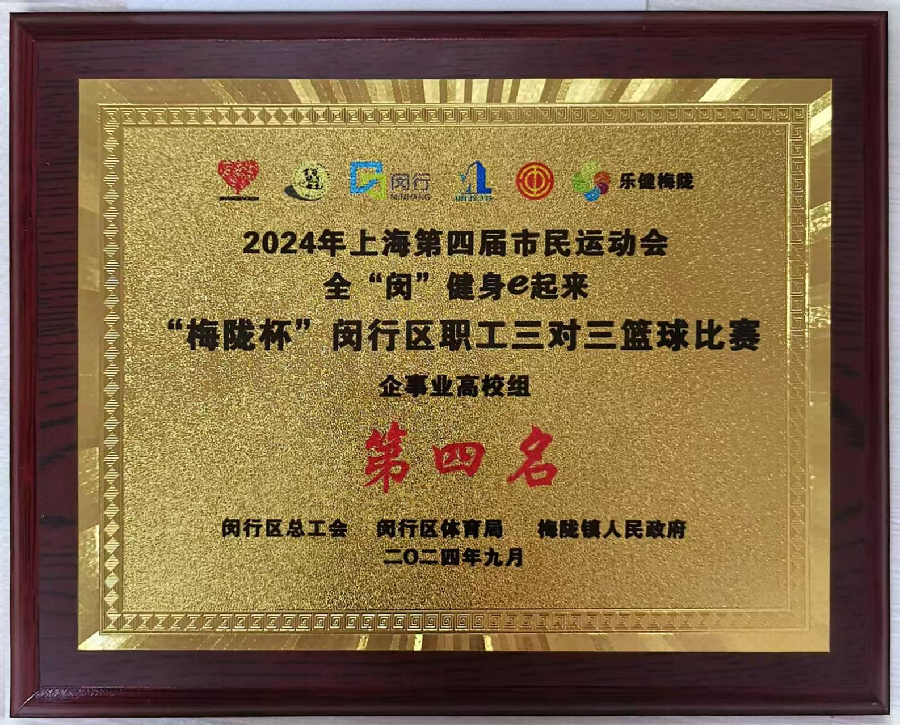 闵行 乐健梅陇
MINHANG
2024年上海第四届市民运动会
全“闵”健身e起来
“梅陇杯”闵行区职工三对三篮球比赛
企事业高校组
第四名
闵行区总工会 闵行区体育局 梅陇镇人民政府
二〇二四年九月